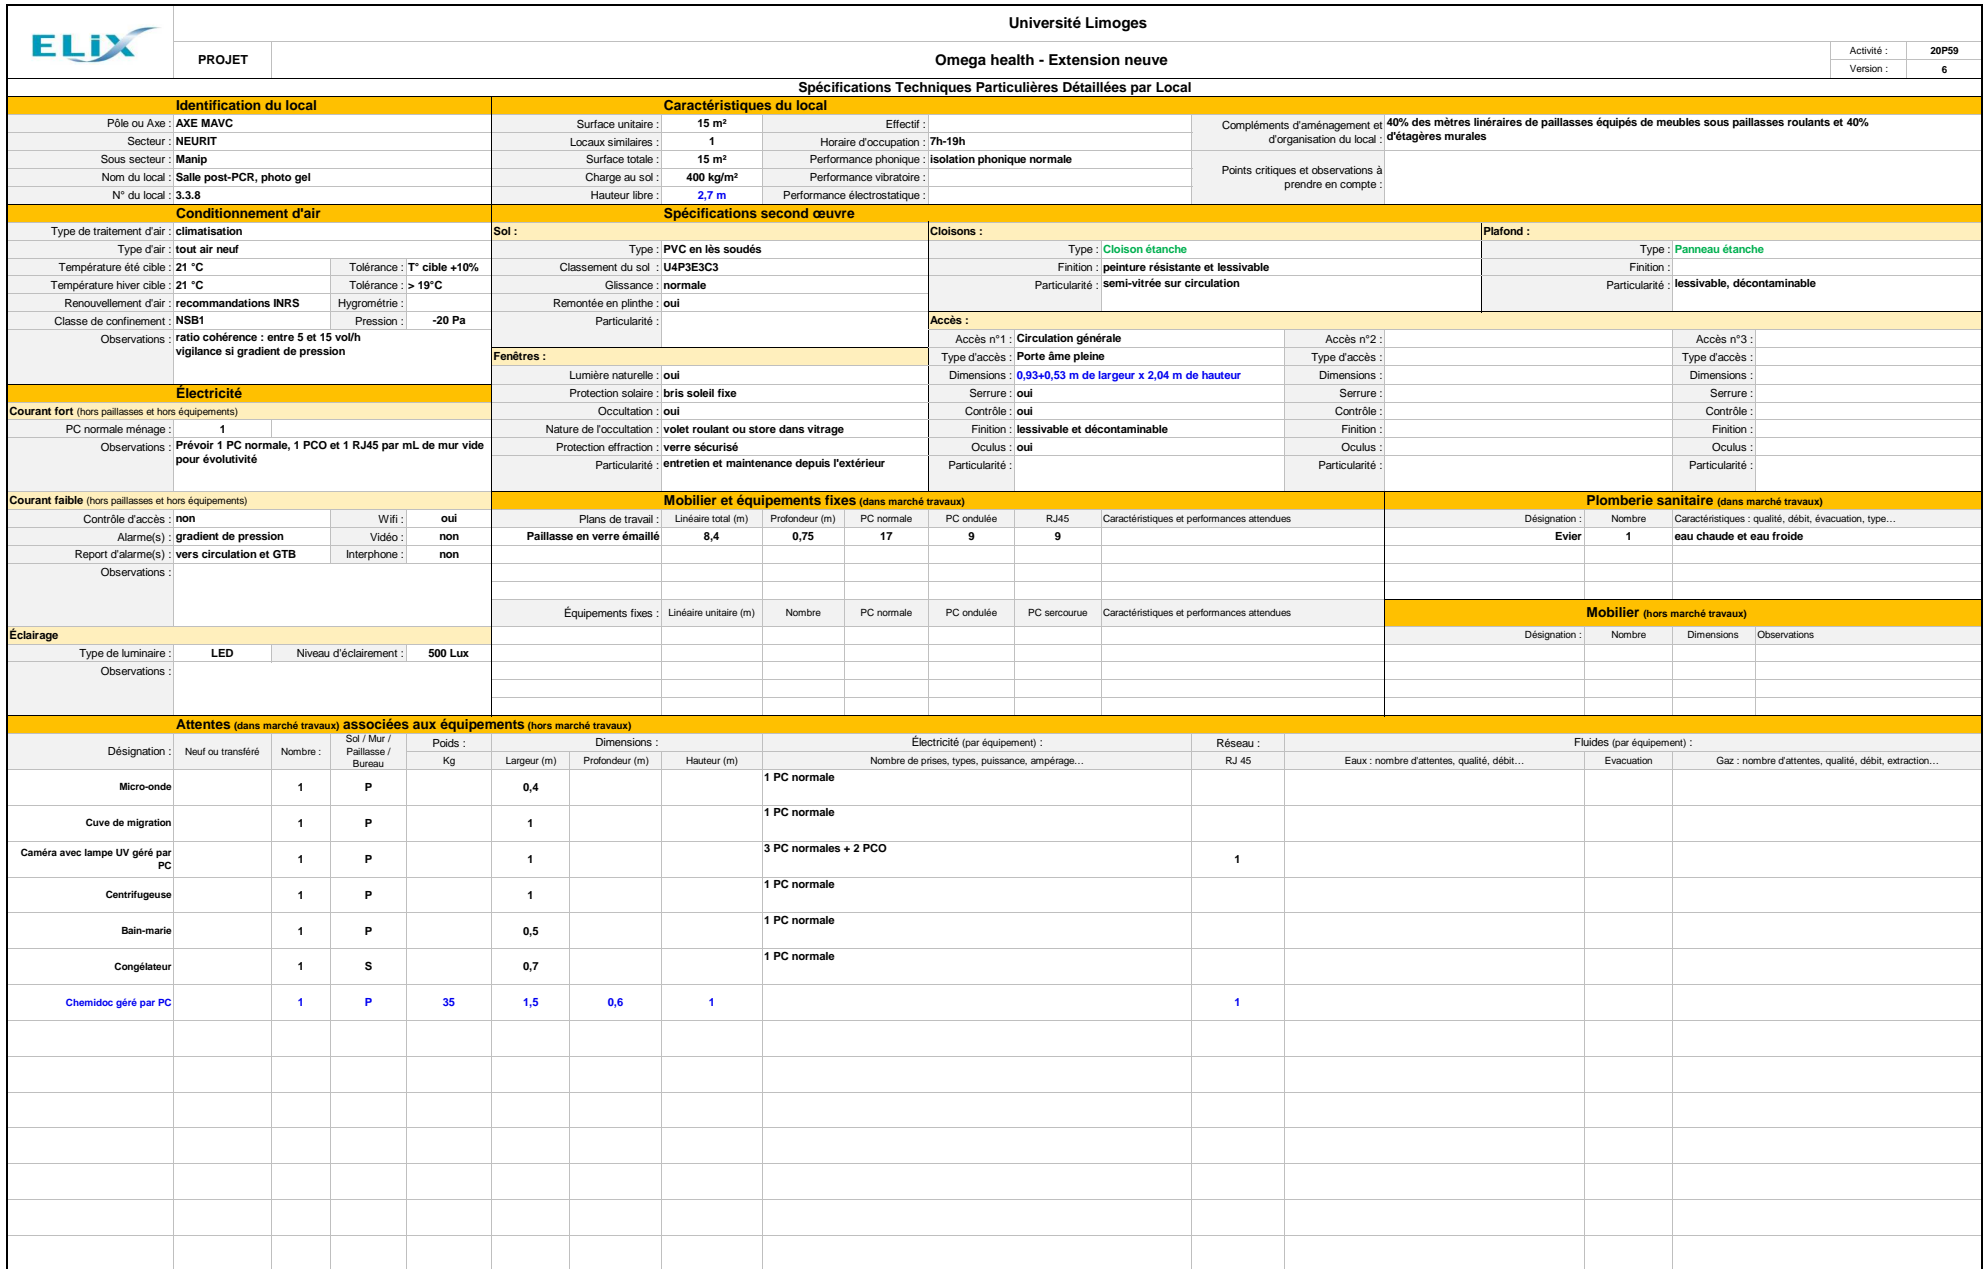 ELiX
Université Limoges
PROJET
Omega health - Extension neuve
Activité : 20P59
Version : 6
Spécifications Techniques Particulières Détaillées par Local
Identification du local
Pôle ou Axe : AXE MAVC
Secteur : NEURIT
Sous secteur : Manip
Nom du local : Salle post-PCR, photo gel
N° du local : 3.3.8
Caractéristiques du local
Surface unitaire : 15 m² Effectif :
Locaux similaires : 1 Horaire d'occupation : 7h-19h
Surface totale : 15 m² Performance phonique : isolation phonique normale
Charge au sol : 400 kg/m² Performance vibratoire :
Hauteur libre : 2,7 m Performance électrostatique :
Compléments d'aménagement et d'organisation du local :
40% des mètres linéraires de paillasses équipés de meubles sous paillasses roulants et 40%
d'étagères murales
Points critiques et observations à
prendre en compte :
Conditionnement d'air
Type de traitement d'air : climatisation
Type d'air : tout air neuf
Température été cible : 21 °C Tolérance : T° cible +10%
Température hiver cible : 21 °C Tolérance : > 19°C
Renouvellement d'air : recommandations INRS Hygrométrie :
Classe de confinement : NSB1 Pression : -20 Pa
Observations : ratio cohérence : entre 5 et 15 vol/h
vigilance si gradient de pression
Spécifications second œuvre
Sol :
Type : PVC en lès soudés
Classement du sol : U4P3E3C3
Glissance : normale
Remontée en plinthe : oui
Particularité :
Cloisons :
Type : Cloison étanche
Finition : peinture résistante et lessivable
Particularité : semi-vitrée sur circulation
Plafond :
Type : Panneau étanche
Finition :
Particularité : lessivable, décontaminable
Fenêtres :
Lumière naturelle : oui
Protection solaire : bris soleil fixe
Occultation : oui
Nature de l'occultation : volet roulant ou store dans vitrage
Protection effraction : verre sécurisé
Particularité : entretien et maintenance depuis l'extérieur
Accès :
Accès n°1 : Circulation générale Accès n°2 : Accès n°3 :
Type d'accès : Porte âme pleine Type d'accès : Type d'accès :
Dimensions : 0,93+0,53 m de largeur x 2,04 m de hauteur Dimensions : Dimensions :
Serrure : oui Serrure : Serrure :
Contrôle : oui Contrôle : Contrôle :
Finition : lessivable et décontaminable Finition : Finition :
Oculus : oui Oculus : Oculus :
Particularité : Particularité : Particularité :
Électricité
Courant fort (hors paillasses et hors équipements)
PC normale ménage : 1
Observations : Prévoir 1 PC normale, 1 PCO et 1 RJ45 par mL de mur vide
pour évolutivité
Courant faible (hors paillasses et hors équipements)
Contrôle d'accès : non Wifi : oui
Alarme(s) : gradient de pression Vidéo : non
Report d'alarme(s) : vers circulation et GTB Interphone : non
Observations :
Éclairage
Type de luminaire : LED Niveau d'éclairement : 500 Lux
Observations :
Mobilier et équipements fixes (dans marché travaux)
Plans de travail : Linéaire total (m) Profondeur (m) PC normale PC ondulée RJ45 Caractéristiques et performances attendues
Paillasse en verre émaillé 8,4 0,75 17 9 9
Équipements fixes : Linéaire unitaire (m) Nombre PC normale PC ondulée PC sercourue Caractéristiques et performances attendues
Plomberie sanitaire (dans marché travaux)
Désignation : Nombre Caractéristiques : qualité, débit, évacuation, type…
Evier 1 eau chaude et eau froide
Mobilier (hors marché travaux)
Désignation : Nombre Dimensions Observations
Attentes (dans marché travaux) associées aux équipements (hors marché travaux)
Désignation : Neuf ou transféré Nombre : Sol / Mur / Paillasse / Bureau Poids : Dimensions : Électricité (par équipement) : Réseau : Fluides (par équipement) :
Kg Largeur (m) Profondeur (m) Hauteur (m) Nombre de prises, types, puissance, ampérage… RJ 45 Eaux : nombre d'attentes, qualité, débit… Evacuation Gaz : nombre d'attentes, qualité, débit, extraction…
Micro-onde 1 P 0,4 1 PC normale
Cuve de migration 1 P 1 1 PC normale
Caméra avec lampe UV géré par PC 1 P 1 3 PC normales + 2 PCO 1
Centrifugeuse 1 P 1 1 PC normale
Bain-marie 1 P 0,5 1 PC normale
Congélateur 1 S 0,7 1 PC normale
Chemidoc géré par PC 1 P 35 1,5 0,6 1 1